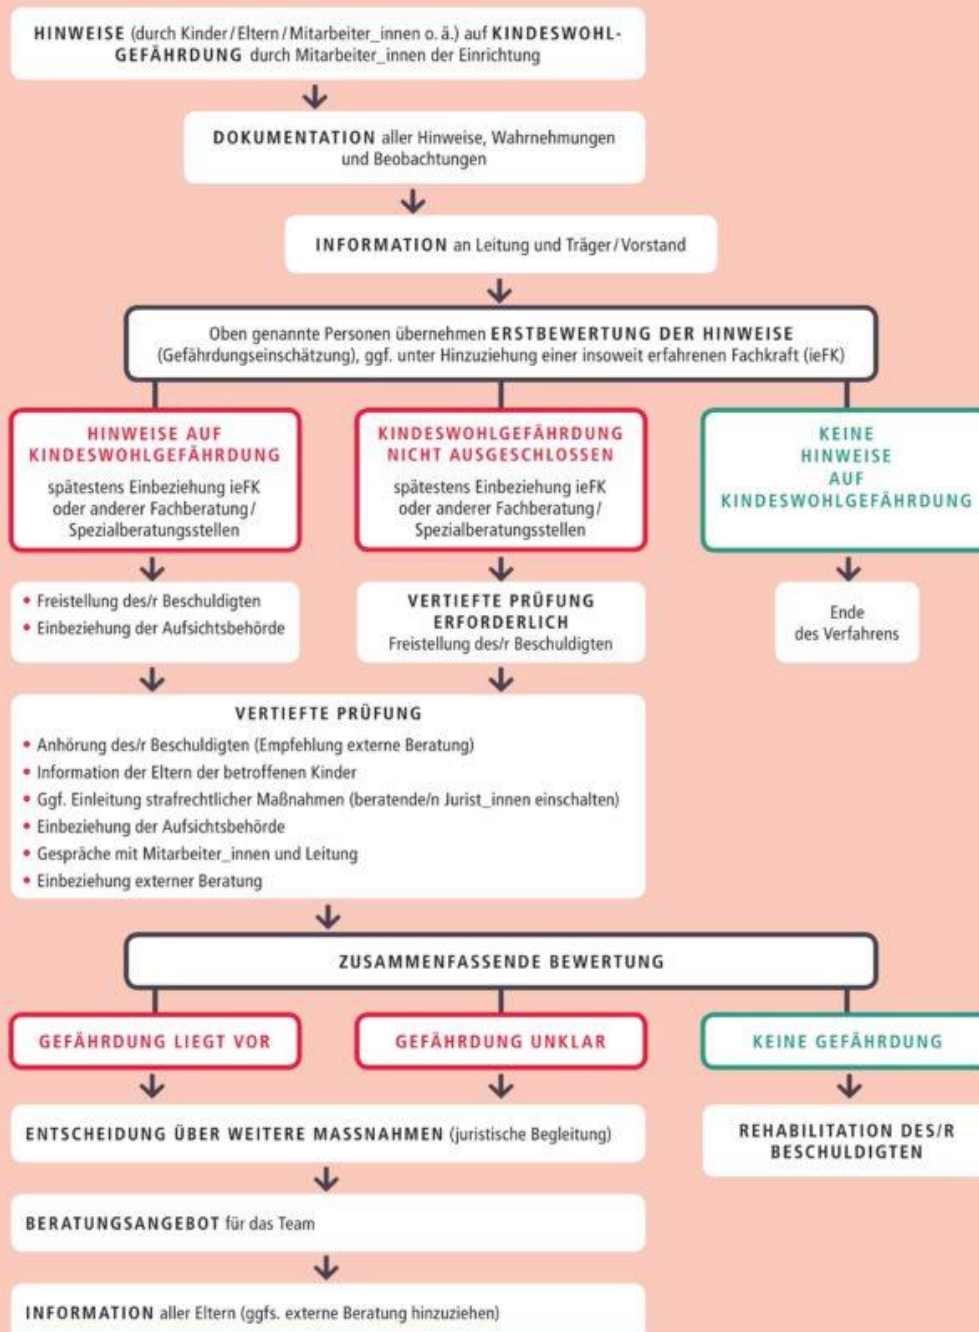 HINWEISE (durch Kinder/Eltern/Mitarbeiter_innen o. ä.) auf KINDESWOHL-
GEFÄHRDUNG durch Mitarbeiter_innen der Einrichtung
DOKUMENTATION aller Hinweise, Wahrnehmungen
und Beobachtungen
INFORMATION an Leitung und Träger/Vorstand
Oben genannte Personen übernehmen ERSTBEWERTUNG DER HINWEISE
(Gefährdungseinschätzung), ggf. unter Hinzuziehung einer insoweit erfahrenen Fachkraft (ieFK)
HINWEISE AUF
KINDESWOHLGEFÄHRDUNG
spätestens Einbeziehung ieFK
oder anderer Fachberatung/
Spezialberatungsstellen
KINDESWOHLGEFÄHRDUNG
NICHT AUSGESCHLOSSEN
spätestens Einbeziehung ieFK
oder anderer Fachberatung/
Spezialberatungsstellen
KEINE
HINWEISE
AUF
KINDESWOHLGEFÄHRDUNG
• Freistellung des/r Beschuldigten
• Einbeziehung der Aufsichtsbehörde
VERTIEFTE PRÜFUNG
ERFORDERLICH
Freistellung des/r Beschuldigten
Ende
des Verfahrens
VERTIEFTE PRÜFUNG
• Anhörung des/r Beschuldigten (Empfehlung externe Beratung)
• Information der Eltern der betroffenen Kinder
• Ggf. Einleitung strafrechtlicher Maßnahmen (beratende/n Jurist_innen einschalten)
• Einbeziehung der Aufsichtsbehörde
• Gespräche mit Mitarbeiter_innen und Leitung
• Einbeziehung externer Beratung
ZUSAMMENFASSENDE BEWERTUNG
GEFÄHRDUNG LIEGT VOR
GEFÄHRDUNG UNKLAR
KEINE GEFÄHRDUNG
ENTSCHEIDUNG ÜBER WEITERE MASSNAHMEN (juristische Begleitung)
REHABILITATION DES/R
BESCHULDIGTEN
BERATUNGSANGEBOT für das Team
INFORMATION aller Eltern (ggfs. externe Beratung hinzuziehen)